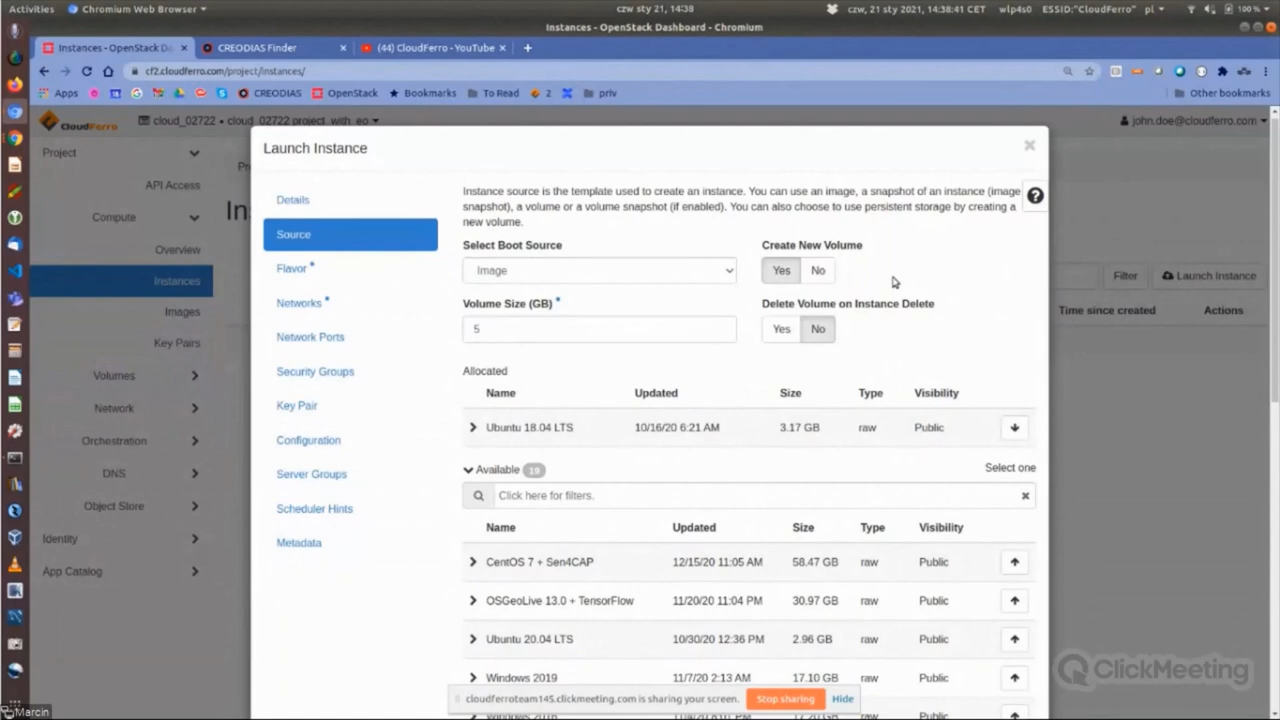 Activities
Chromium Web Browser
czw sty 21, 14:38
czw, 21 sty 2021, 14:38:41 CET
wlp4s0
ESSID:"CloudFerro"
pl
100 %
Instances - OpenStack Dashboard - Chromium
Instances - OpenStack Da
CREODIAS Finder
(44) CloudFerro - YouTube
cf2.cloudferro.com/project/instances/
Apps
CREODIAS
OpenStack
Bookmarks
To Read
2
priv
Other bookmarks
CloudFerro
cloud_02722 • cloud_02722 project_with_eo
john.doe@cloudferro.com
Project
API Access
Compute
Overview
Instances
Images
Key Pairs
Volumes
Network
Orchestration
DNS
Object Store
Identity
App Catalog
Pr
In
Filter
Launch Instance
Time since created
Actions
Launch Instance
Details
Source
Flavor *
Networks *
Network Ports
Security Groups
Key Pair
Configuration
Server Groups
Scheduler Hints
Metadata
Instance source is the template used to create an instance. You can use an image, a snapshot of an instance (image
snapshot), a volume or a volume snapshot (if enabled). You can also choose to use persistent storage by creating a
new volume.
Select Boot Source
Create New Volume
Image
Yes
No
Volume Size (GB) *
Delete Volume on Instance Delete
5
Yes
No
Allocated
Name
Updated
Size
Type
Visibility
Ubuntu 18.04 LTS
10/16/20 6:21 AM
3.17 GB
raw
Public
Available 19
Select one
Click here for filters.
Name
Updated
Size
Type
Visibility
CentOS 7 + Sen4CAP
12/15/20 11:05 AM
58.47 GB
raw
Public
OSGeoLive 13.0 + TensorFlow
11/20/20 11:04 PM
30.97 GB
raw
Public
Ubuntu 20.04 LTS
10/30/20 12:36 PM
2.96 GB
raw
Public
Windows 2019
11/7/20 2:13 AM
17.10 GB
raw
Public
cloudferroteam145.clickmeeting.com is sharing your screen.
Stop sharing
Hide
ClickMeeting
Marcin